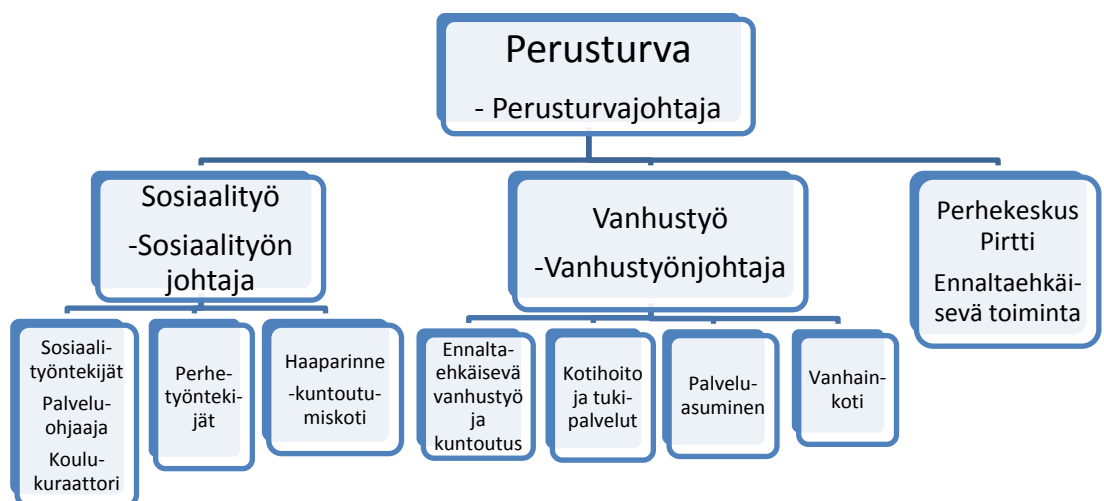 Perusturva
- Perusturvajohtaja
Sosiaalityö
-Sosiaalityön
johtaja
Vanhustyö
-Vanhustyönjohtaja
Perhekeskus
Pirtti
Ennaltaehkäi-
sevä toiminta
Sosiaali-
työntekijät
Palvelu-
ohjaaja
Koulu-
kuraattori
Perhe-
työnteki-
jät
Haaparinne
-kuntoutu-
miskoti
Ennalta-
ehkäisevä
vanhustyö
ja
kuntoutus
Kotihoito
ja tuki-
palvelut
Palvelu-
asuminen
Vanhain-
koti